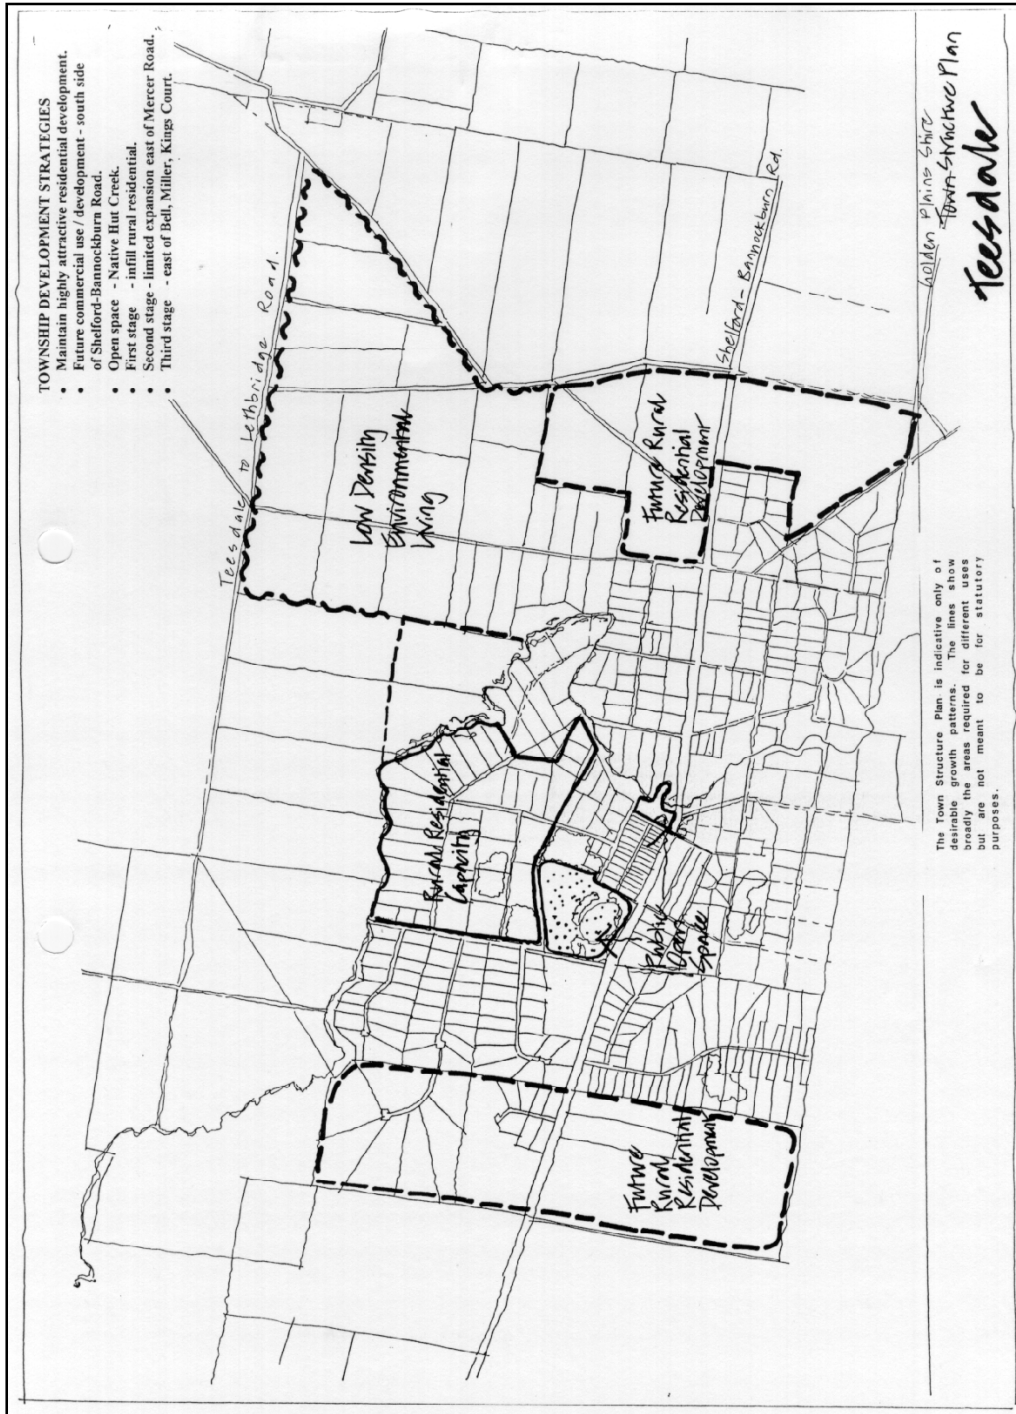 TOWNSHIP DEVELOPMENT STRATEGIES
• Maintain highly attractive residential development.
• Future commercial use / development - south side
of Shelford-Bannockburn Road.
• Open space - Native Hut Creek.
• First stage - infill rural residential.
• Second stage - limited expansion east of Mercer Road.
• Third stage - east of Bell, Miller, Kings Court.
Teesdale to Lethbridge Road.
Low Density
Environmental
Living
Rural Residential
Capacity
Future Rural
Residential
Development
Shelford-Bannockburn Rd.
Public
Open
Space
Future
Rural
Residential
Development
The Town Structure Plan is indicative only of
desirable growth patterns. The lines show
broadly the areas required for different uses
but are not meant to be for statutory
purposes.
Golden Plains Shire
Town Structure Plan
Teesdale